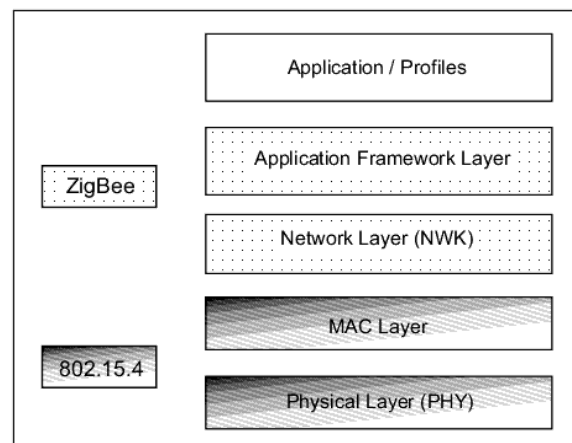 Application / Profiles
Application Framework Layer
ZigBee
Network Layer (NWK)
MAC Layer
802.15.4
Physical Layer (PHY)